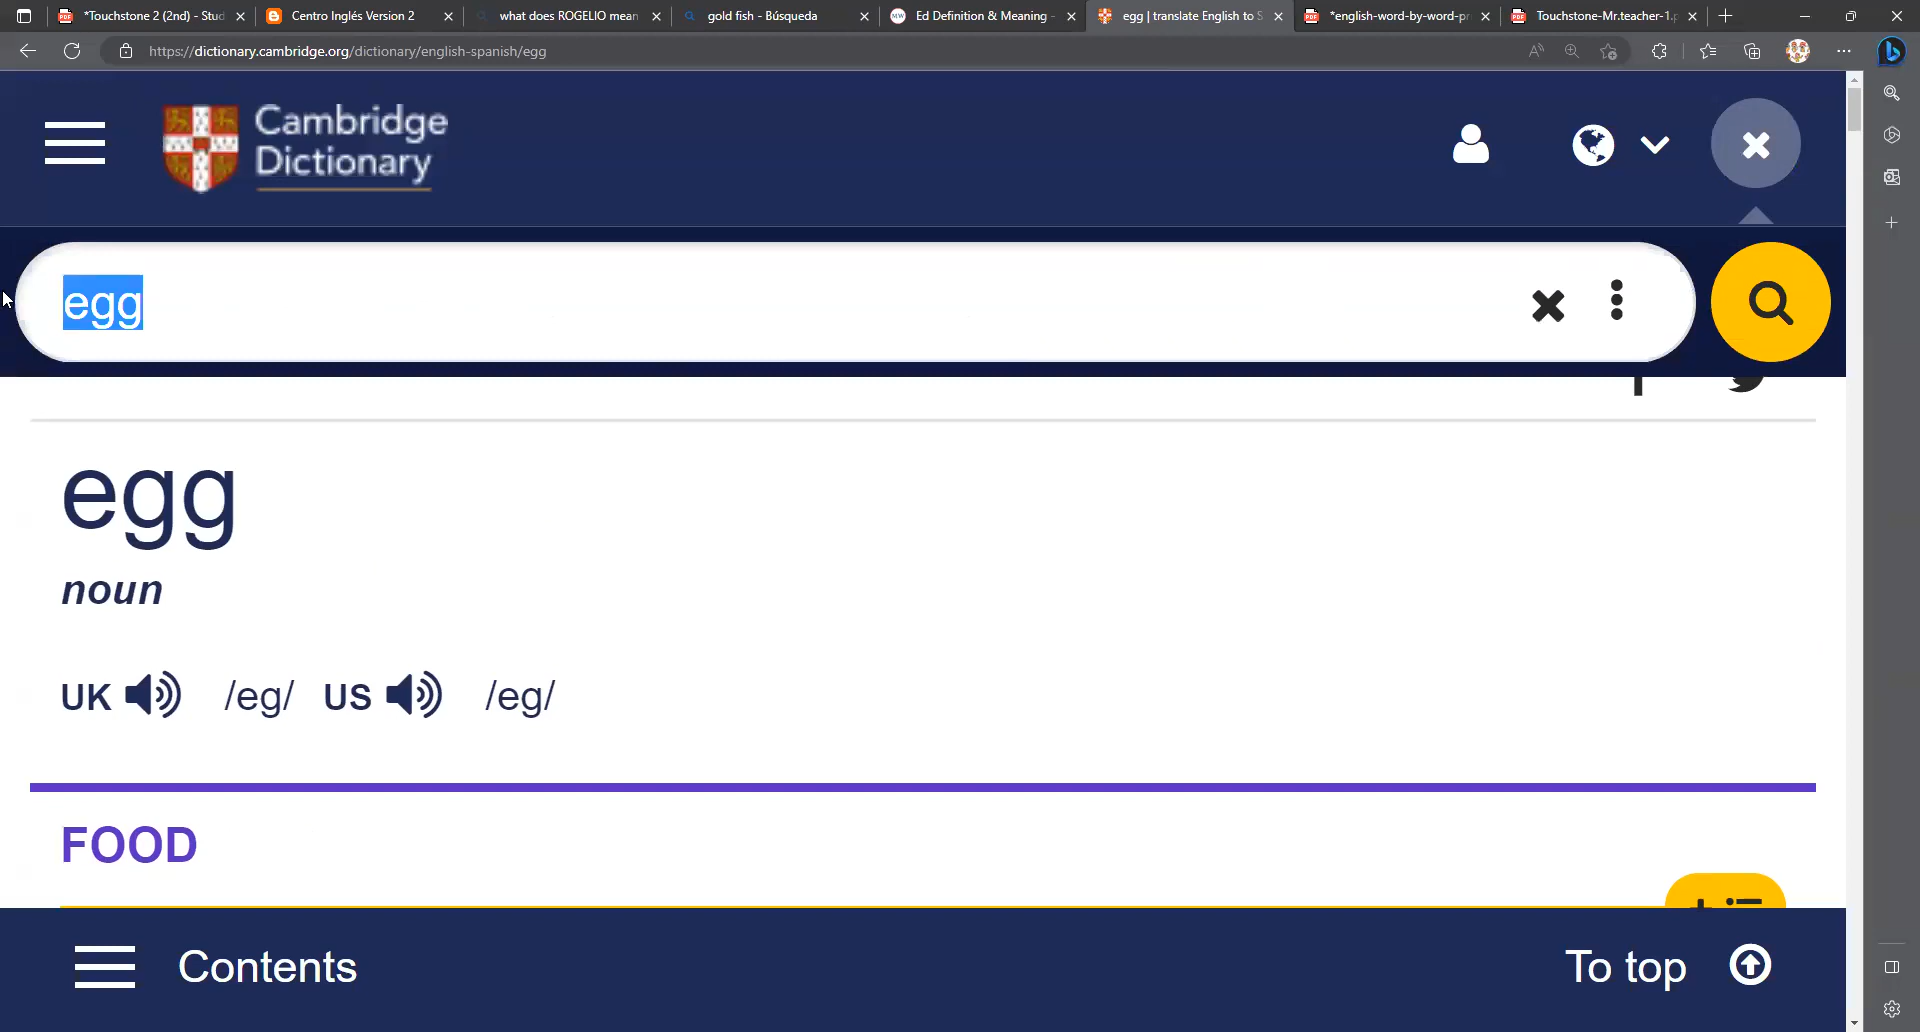 *Touchstone 2 (2nd) - Stud
Centro Inglés Version 2
what does ROGELIO mean
gold fish - Búsqueda
Ed Definition & Meaning -
egg | translate English to S
*english-word-by-word-pr
Touchstone-Mr.teacher-1.p
https://dictionary.cambridge.org/dictionary/english-spanish/egg
Cambridge
Dictionary
egg
egg
noun
UK /eg/ US /eg/
FOOD
Contents
To top